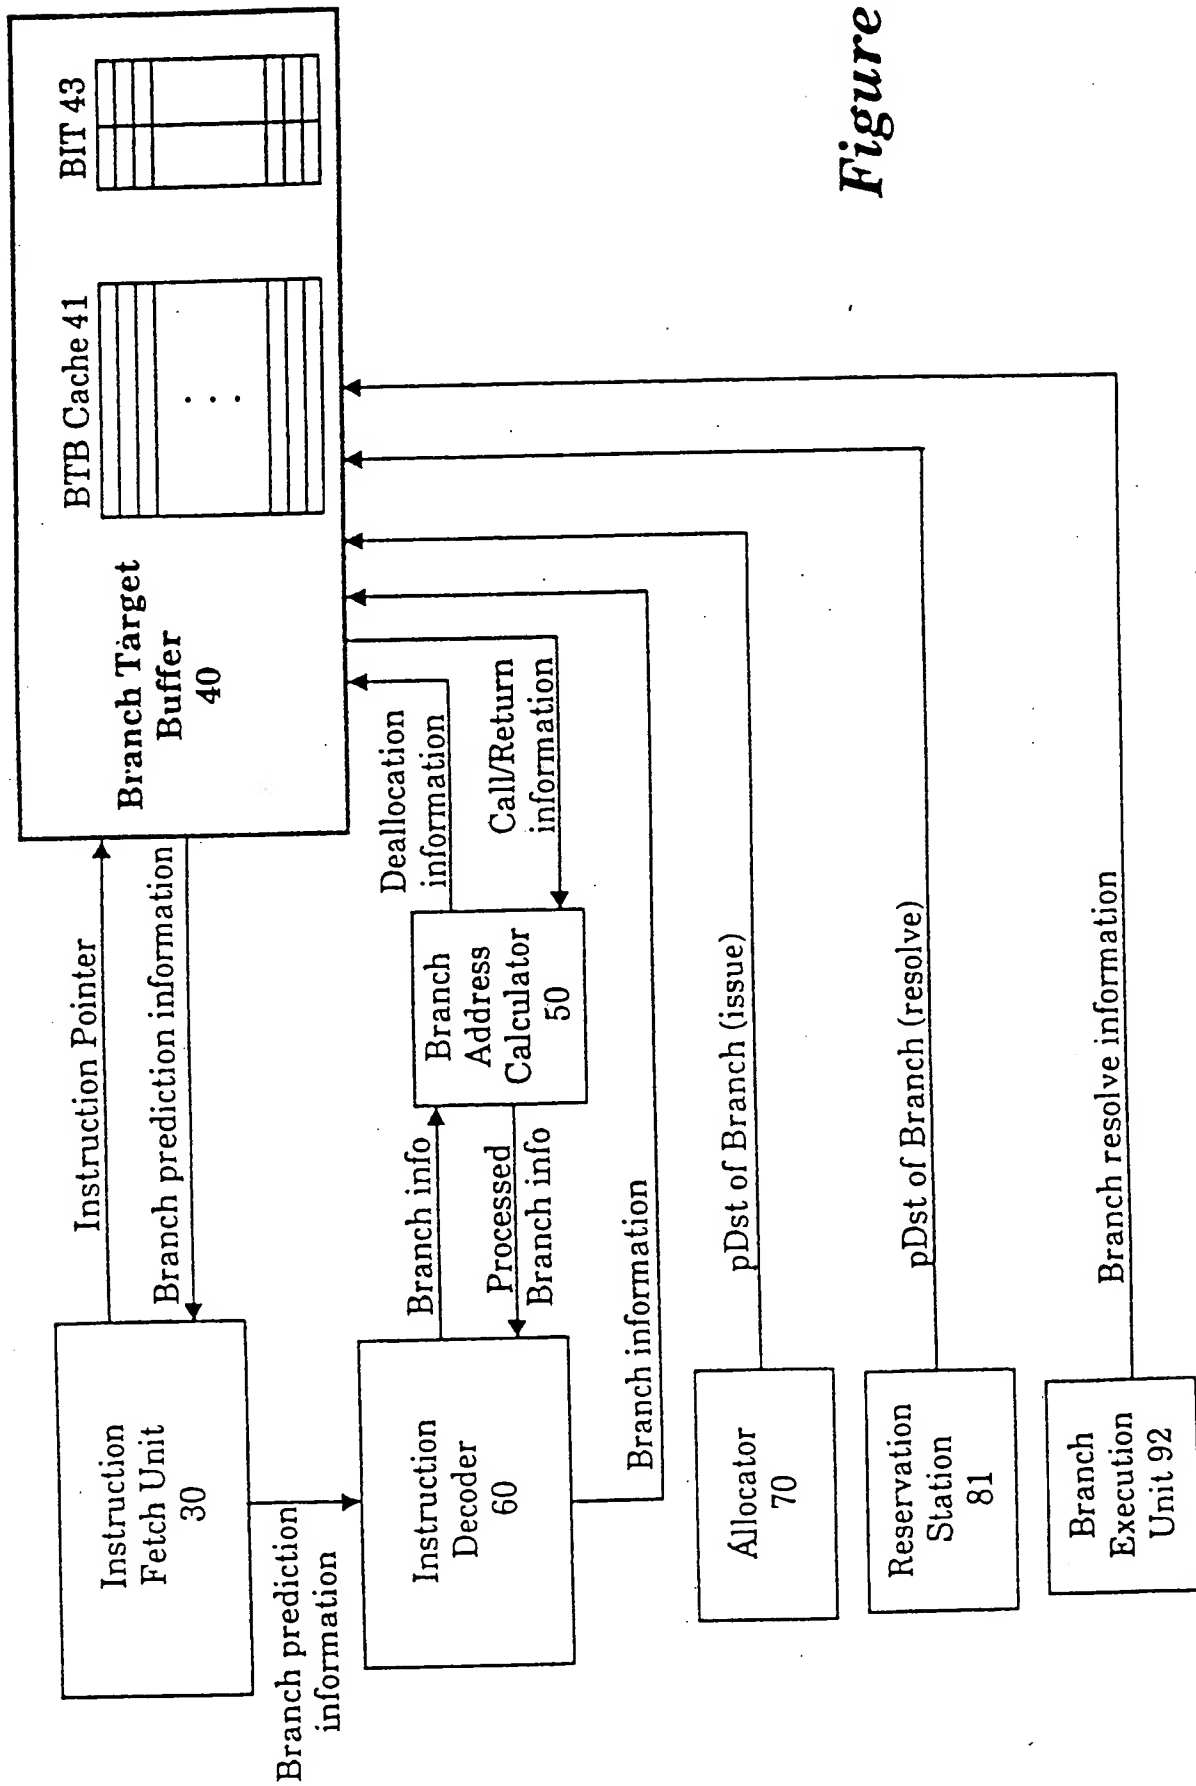 Instruction
Fetch Unit
30
Instruction Pointer
Branch prediction information
Branch Target
Buffer
40
BTB Cache 41
. . .
BIT 43
Branch prediction
information
Instruction
Decoder
60
Branch info
Processed
Branch info
Branch
Address
Calculator
50
Deallocation
information
Call/Return
information
Branch information
Allocator
70
pDst of Branch (issue)
Reservation
Station
81
pDst of Branch (resolve)
Branch
Execution
Unit 92
Branch resolve information
Figure